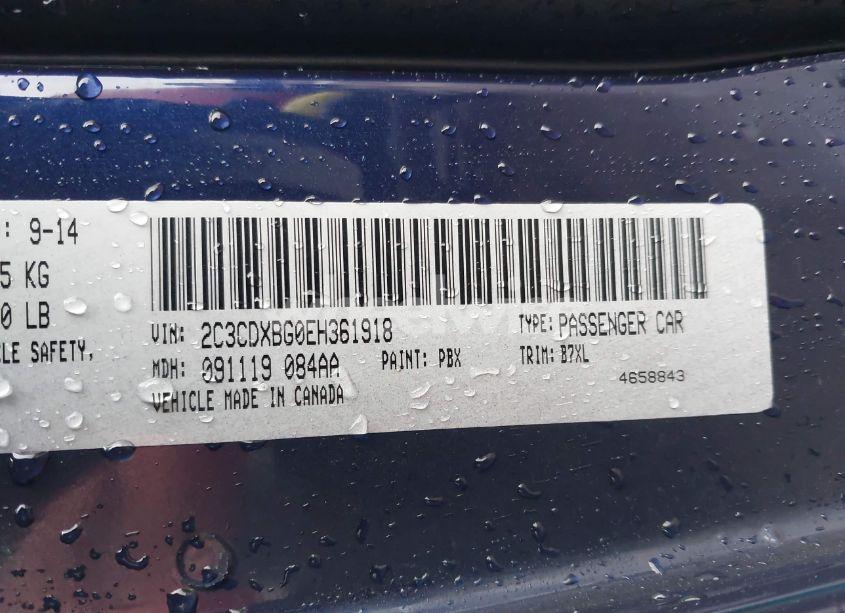 : 9-14
5 KG
0 LB
CLE SAFETY,
VIN: 2C3CDXBG0EH361918
TYPE: PASSENGER CAR
MDH: 091119 084AA
PAINT: PBX
TRIM: B7XL
VEHICLE MADE IN CANADA
4658843